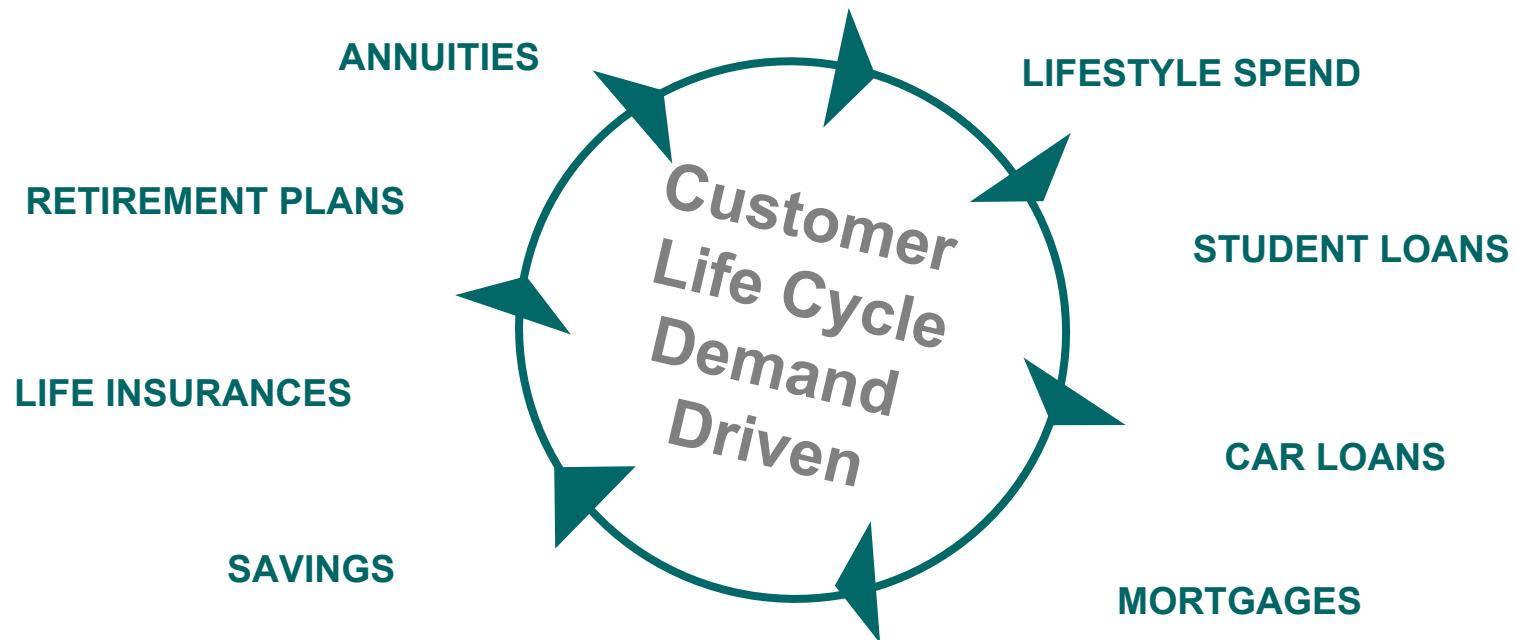 ANNUITIES
LIFESTYLE SPEND
RETIREMENT PLANS
STUDENT LOANS
Customer
Life Cycle
Demand
Driven
LIFE INSURANCES
CAR LOANS
SAVINGS
MORTGAGES